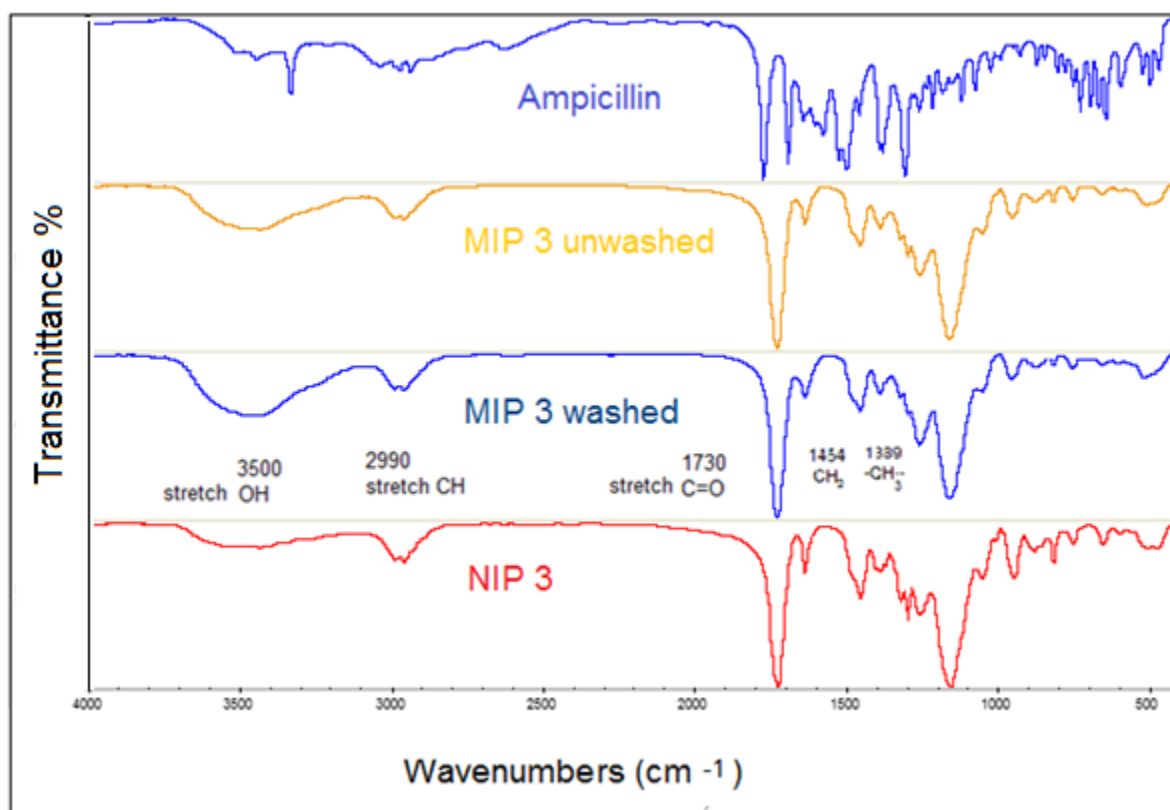 Transmittance %
Ampicillin
MIP 3 unwashed
MIP 3 washed
3500
stretch OH
2990
stretch CH
1730
stretch C=O
1454
CH₂
1389
-CH₃-
NIP 3
4000 3500 3000 2500 2000 1500 1000 500
Wavenumbers (cm ⁻¹)